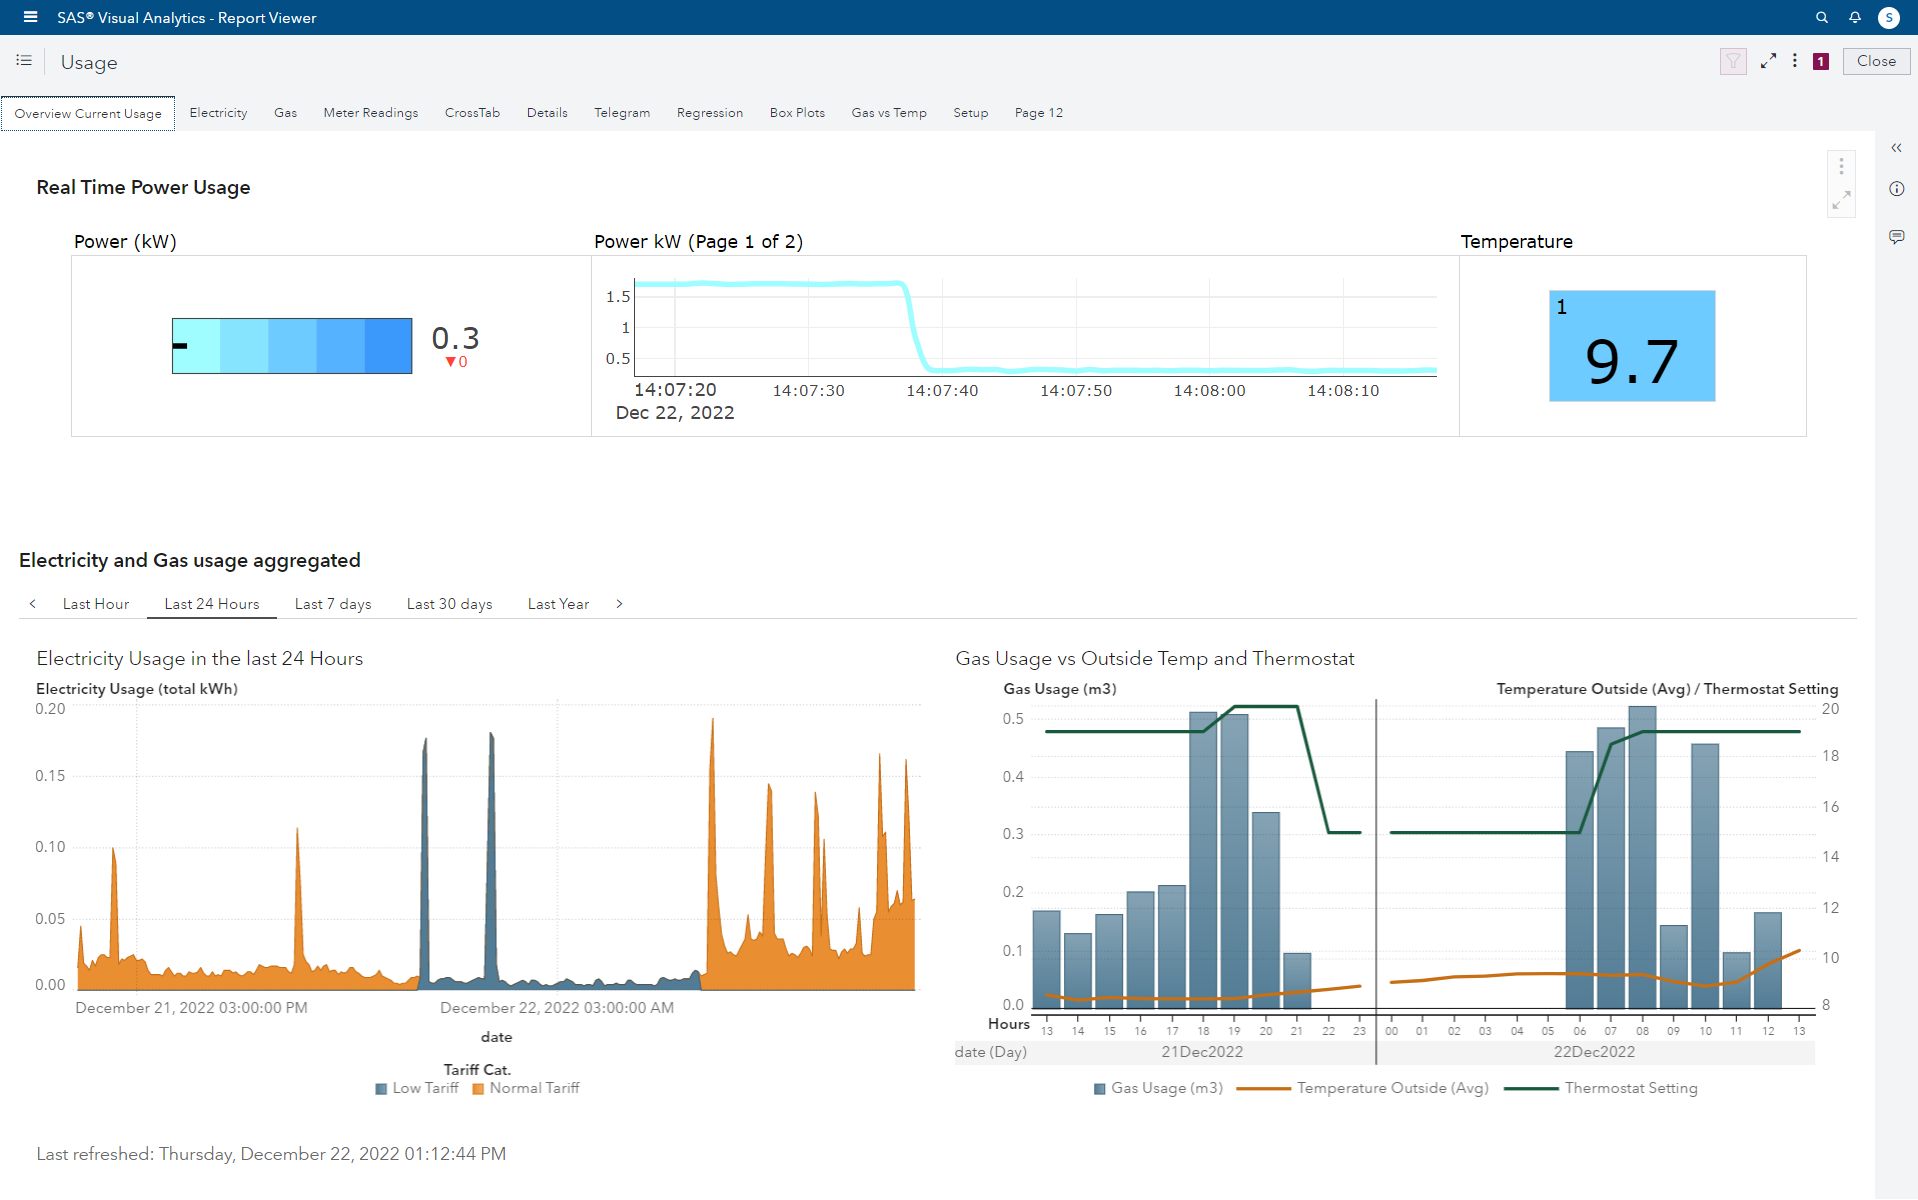 SAS® Visual Analytics - Report Viewer
S
Usage
1
Close
Overview Current Usage Electricity Gas Meter Readings CrossTab Details Telegram Regression Box Plots Gas vs Temp Setup Page 12
Real Time Power Usage
Power (kW)
0.3
▼0
Power kW (Page 1 of 2)
1.5
1
0.5
14:07:20 14:07:30 14:07:40 14:07:50 14:08:00 14:08:10
Dec 22, 2022
Temperature
1
9.7
Electricity and Gas usage aggregated
< Last Hour Last 24 Hours Last 7 days Last 30 days Last Year >
Electricity Usage in the last 24 Hours
Electricity Usage (total kWh)
0.20
0.15
0.10
0.05
0.00
December 21, 2022 03:00:00 PM December 22, 2022 03:00:00 AM
date
Tariff Cat.
Low Tariff Normal Tariff
Gas Usage vs Outside Temp and Thermostat
Gas Usage (m3) Temperature Outside (Avg) / Thermostat Setting
0.5
0.4
0.3
0.2
0.1
0.0
20
18
16
14
12
10
8
Hours 13 14 15 16 17 18 19 20 21 22 23 00 01 02 03 04 05 06 07 08 09 10 11 12 13
date (Day) 21Dec2022 22Dec2022
Gas Usage (m3) Temperature Outside (Avg) Thermostat Setting
Last refreshed: Thursday, December 22, 2022 01:12:44 PM